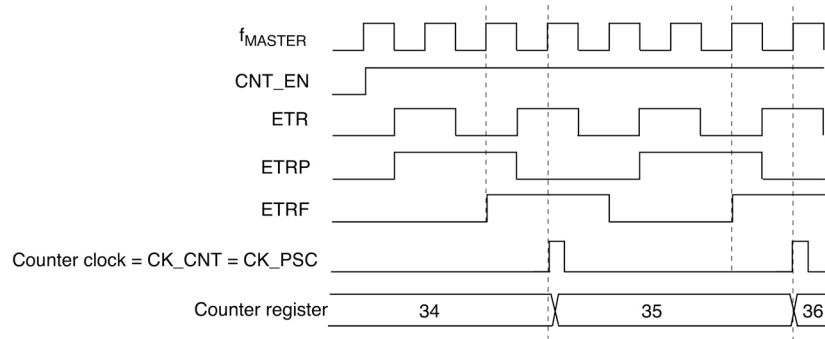 fMASTER
CNT_EN
ETR
ETRP
ETRF
Counter clock = CK_CNT = CK_PSC
Counter register 34 35 36